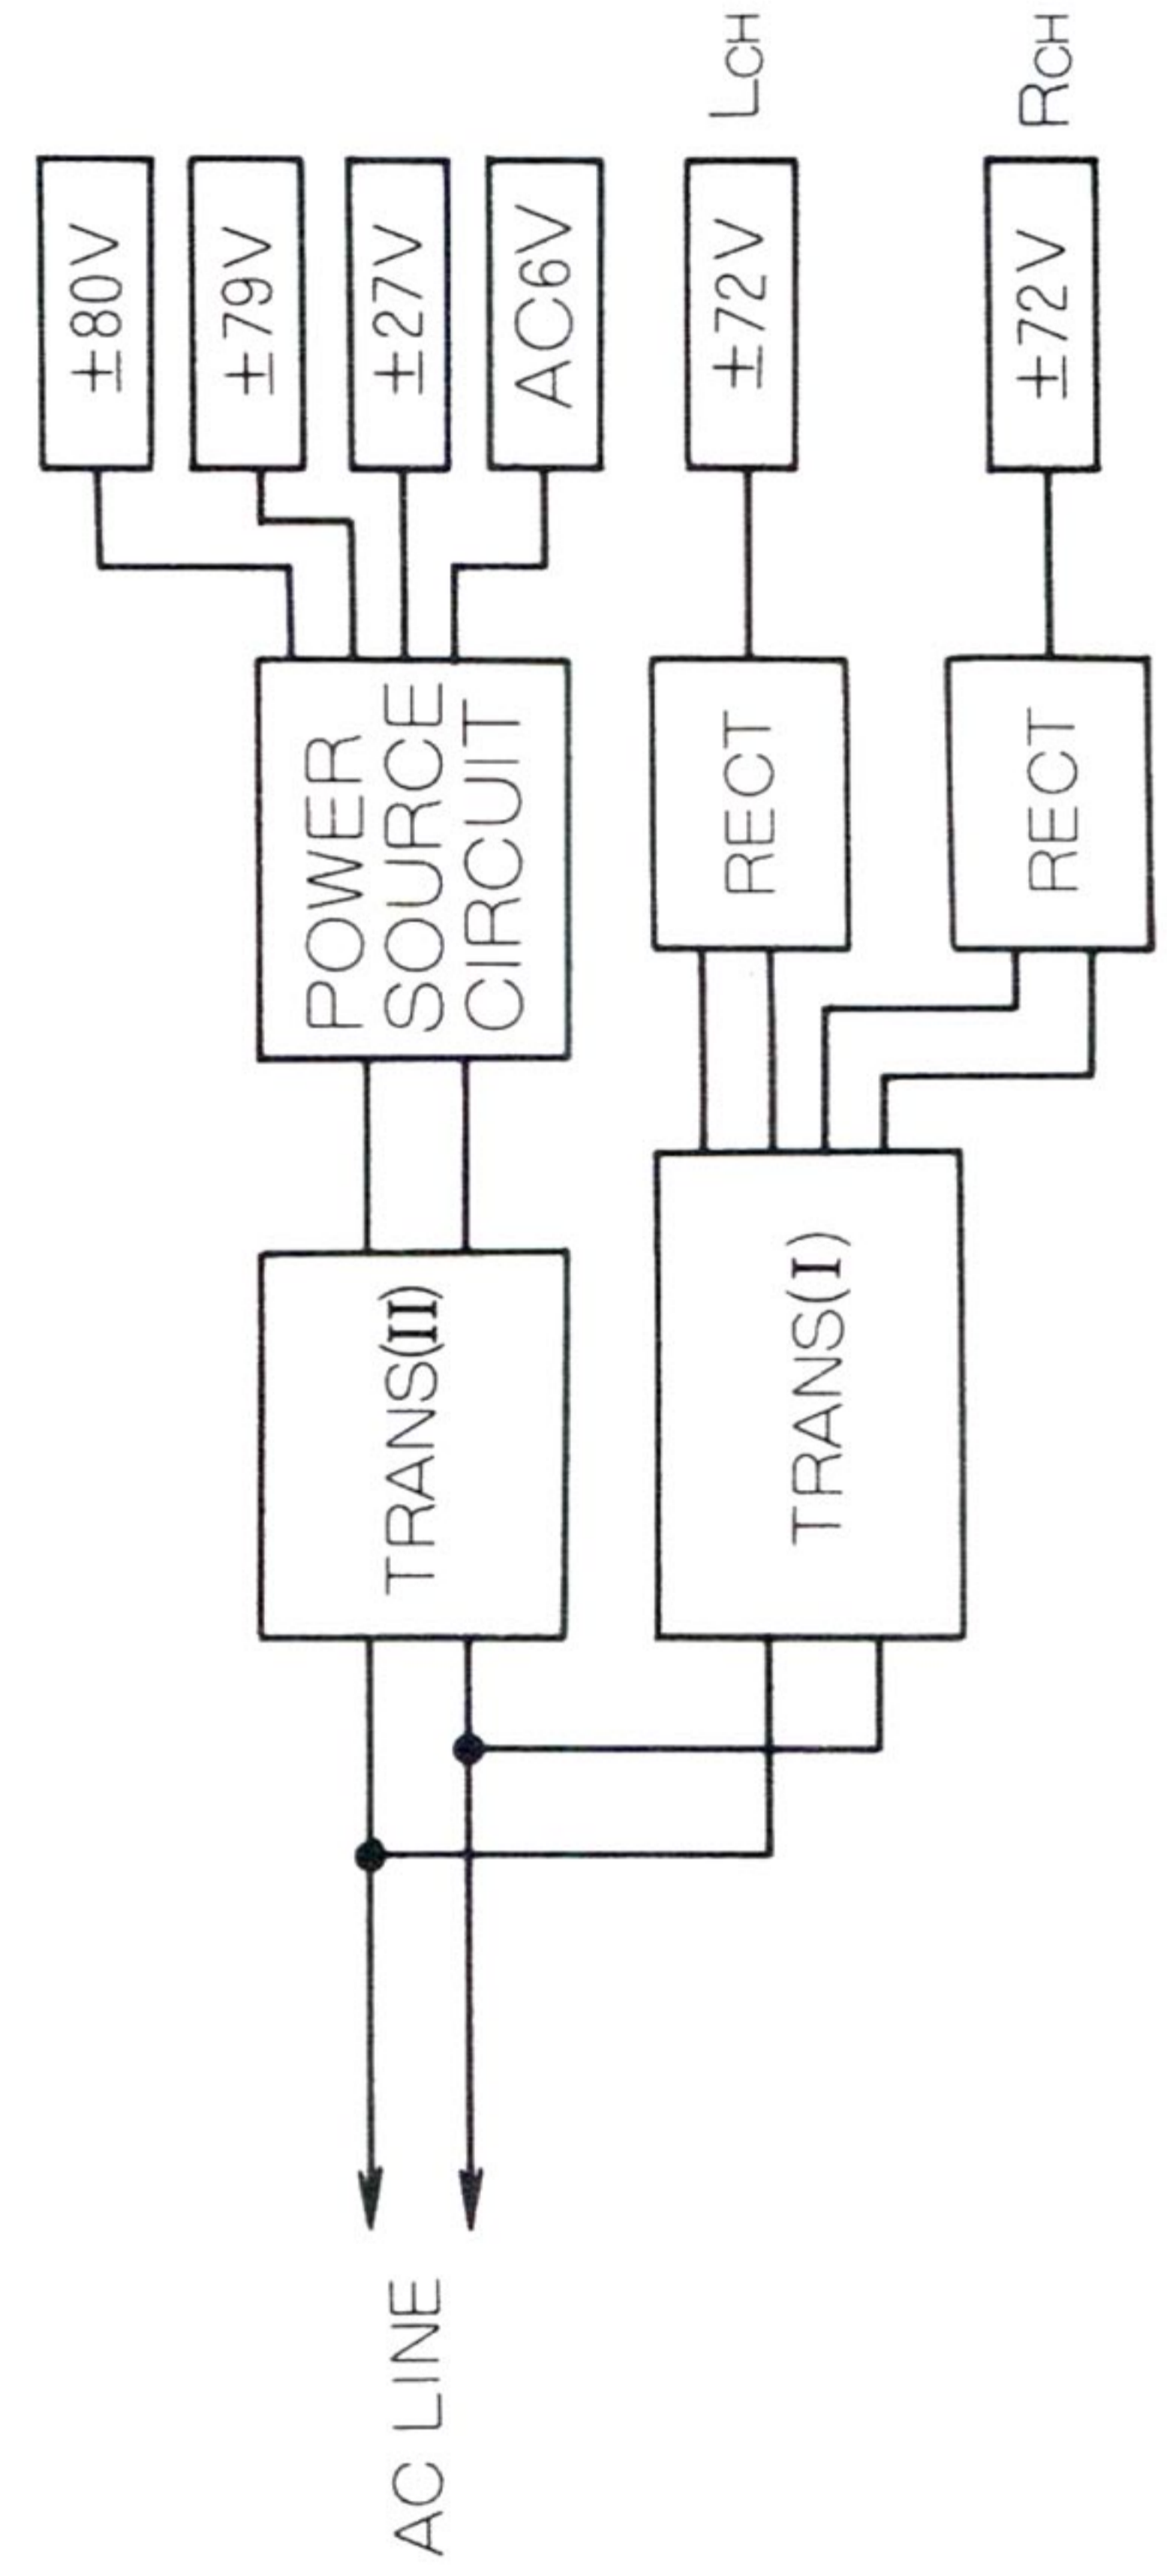 ±80V
±79V
±27V
AC6V
±72V
LCH
±72V
RCH
POWER
SOURCE
CIRCUIT
RECT
RECT
TRANS(II)
TRANS(I)
AC LINE